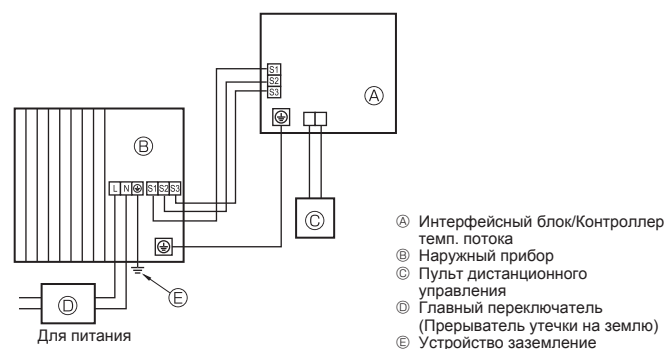 S1
S2
S3
Ⓐ
Ⓑ
L N S1 S2 S3
Ⓒ
Ⓓ
Ⓔ
Для питания
Ⓐ Интерфейсный блок/Контроллер
темп. потока
Ⓑ Наружный прибор
Ⓒ Пульт дистанционного
управления
Ⓓ Главный переключатель
(Прерыватель утечки на землю)
Ⓔ Устройство заземление